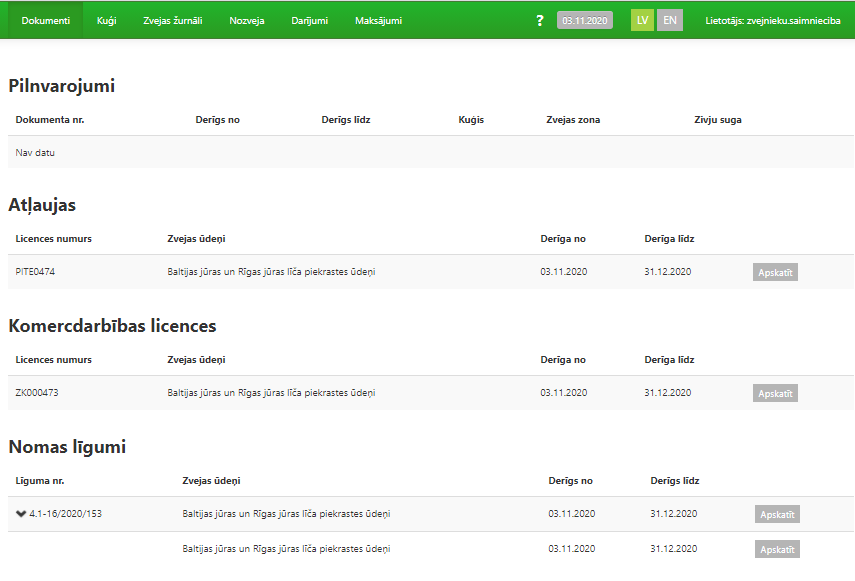 Dokumenti Kuģi Zvejas žurnāli Nozveja Darījumi Maksājumi ? 03.11.2020 LV EN Lietotājs: zvejnieku.saimnieciba
Pilnvarojumi
Dokumenta nr. Derīgs no Derīgs līdz Kuģis Zvejas zona Zivju suga
Nav datu
Atļaujas
Licences numurs Zvejas ūdeņi Derīga no Derīga līdz
PITE0474 Baltijas jūras un Rīgas jūras līča piekrastes ūdeņi 03.11.2020 31.12.2020 Apskatīt
Komercdarbības licences
Licences numurs Zvejas ūdeņi Derīga no Derīga līdz
ZK000473 Baltijas jūras un Rīgas jūras līča piekrastes ūdeņi 03.11.2020 31.12.2020 Apskatīt
Nomas līgumi
Līguma nr. Zvejas ūdeņi Derīgs no Derīgs līdz
4.1-16/2020/153 Baltijas jūras un Rīgas jūras līča piekrastes ūdeņi 03.11.2020 31.12.2020 Apskatīt
Baltijas jūras un Rīgas jūras līča piekrastes ūdeņi 03.11.2020 31.12.2020 Apskatīt